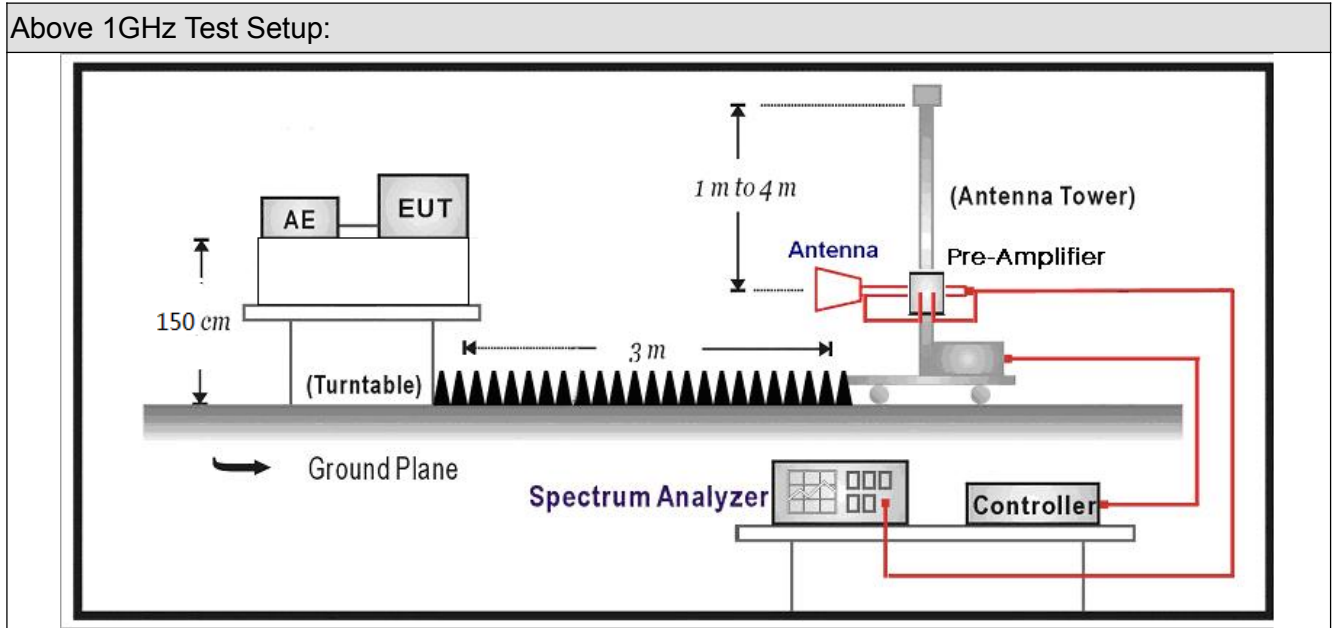 Above 1GHz Test Setup:
1 m to 4 m
(Antenna Tower)
AE
EUT
Antenna
Pre-Amplifier
150 cm
3 m
(Turntable)
Ground Plane
Spectrum Analyzer
Controller